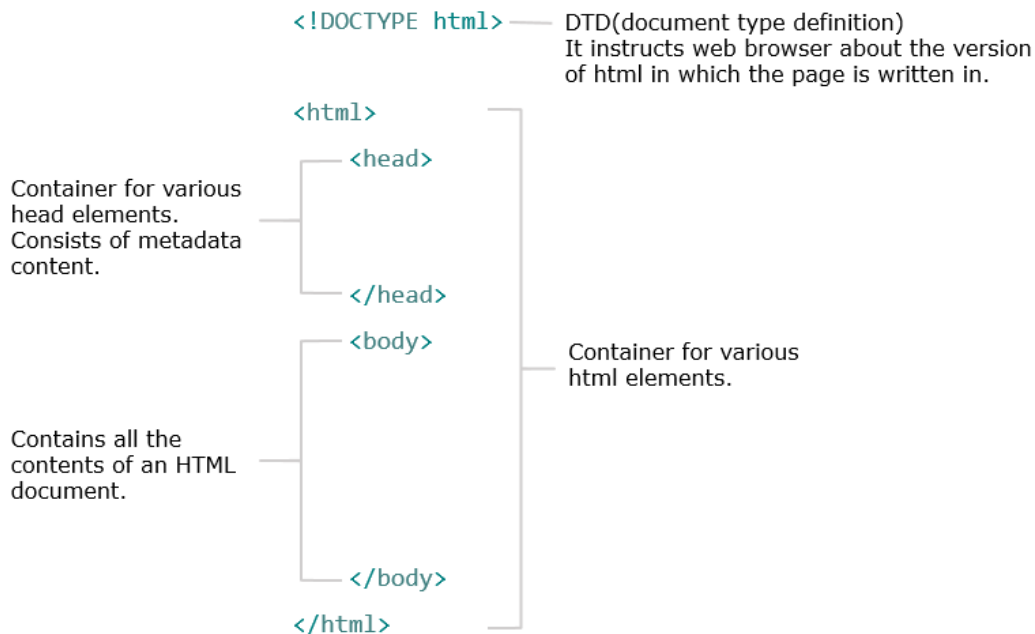 <!DOCTYPE html>
DTD(document type definition)
It instructs web browser about the version
of html in which the page is written in.
<html>
<head>
Container for various
head elements.
Consists of metadata
content.
</head>
<body>
Container for various
html elements.
Contains all the
contents of an HTML
document.
</body>
</html>